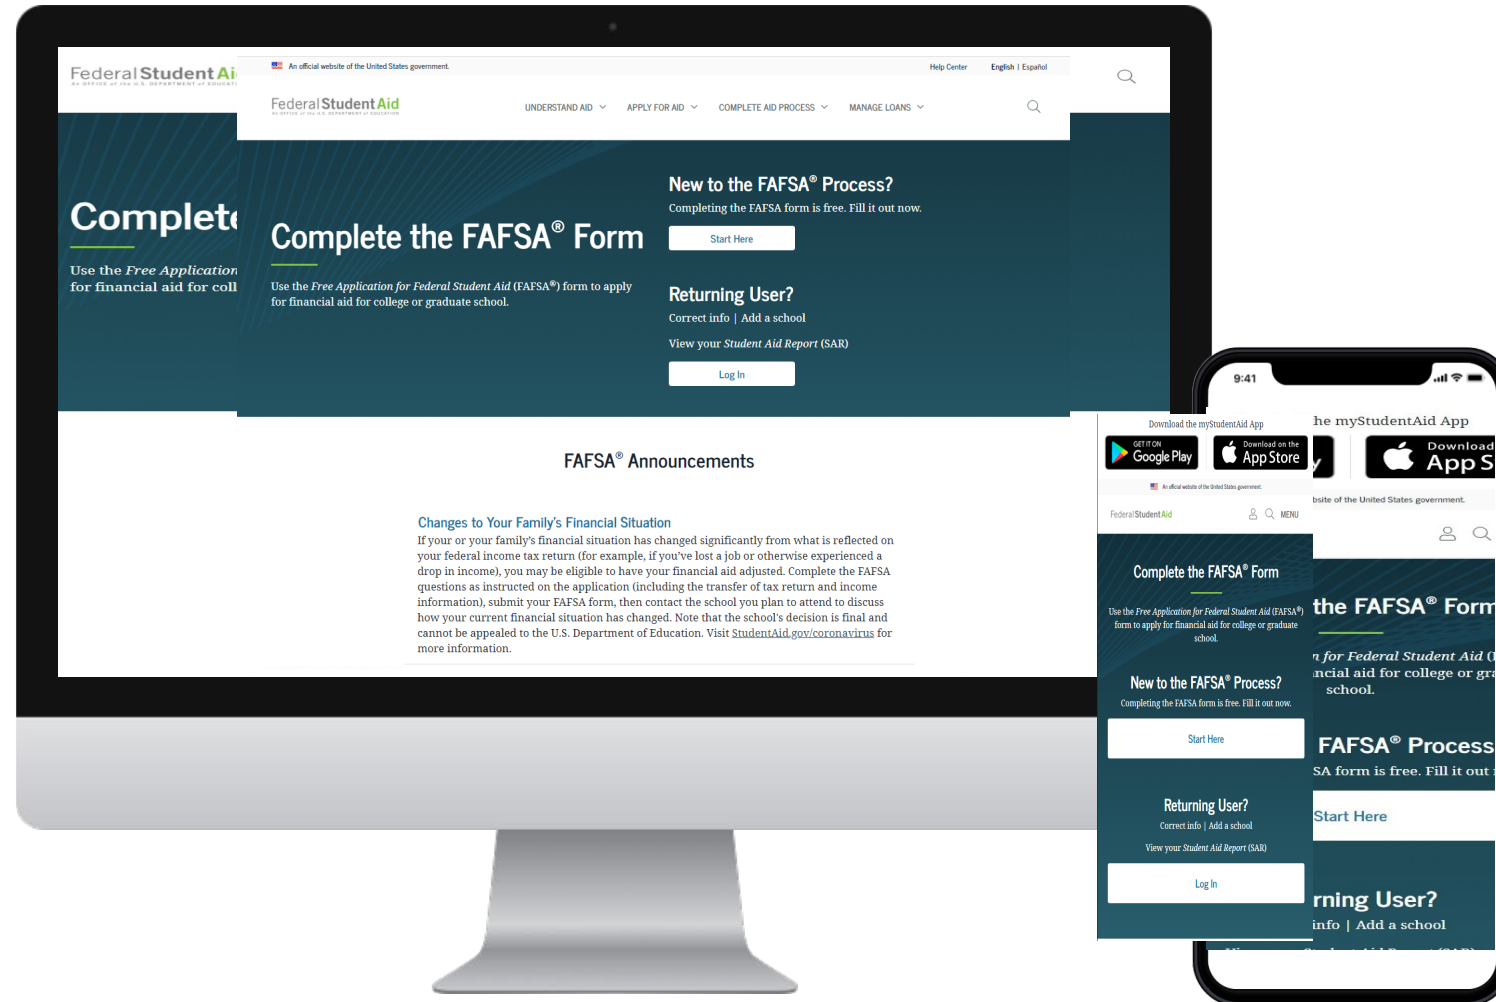 Federal Student Ai
An official website of the United States government.
Help Center English | Español
Federal Student Aid
An OFFICE of the U.S. DEPARTMENT of EDUCATION
UNDERSTAND AID APPLY FOR AID COMPLETE AID PROCESS MANAGE LOANS
Complete
Use the Free Application
for financial aid for coll
Complete the FAFSA® Form
Use the Free Application for Federal Student Aid (FAFSA®) form to apply
for financial aid for college or graduate school.
New to the FAFSA® Process?
Completing the FAFSA form is free. Fill it out now.
Start Here
Returning User?
Correct info | Add a school
View your Student Aid Report (SAR)
Log In
FAFSA® Announcements
Changes to Your Family's Financial Situation
If your or your family's financial situation has changed significantly from what is reflected on
your federal income tax return (for example, if you've lost a job or otherwise experienced a
drop in income), you may be eligible to have your financial aid adjusted. Complete the FAFSA
questions as instructed on the application (including the transfer of tax return and income
information), submit your FAFSA form, then contact the school you plan to attend to discuss
how your current financial situation has changed. Note that the school's decision is final and
cannot be appealed to the U.S. Department of Education. Visit StudentAid.gov/coronavirus for
more information.
Download the myStudentAid App
GET IT ON
Google Play
Download on the
App Store
An official website of the United States government.
Federal Student Aid
MENU
Complete the FAFSA® Form
Use the Free Application for Federal Student Aid (FAFSA®)
form to apply for financial aid for college or graduate
school.
New to the FAFSA® Process?
Completing the FAFSA form is free. Fill it out now.
Start Here
Returning User?
Correct info | Add a school
View your Student Aid Report (SAR)
Log In
9:41
he myStudentAid App
Download
App S
bsite of the United States government.
the FAFSA® Form
n for Federal Student Aid (
ncial aid for college or gra
school.
FAFSA® Process
SA form is free. Fill it out
Start Here
rning User?
info | Add a school